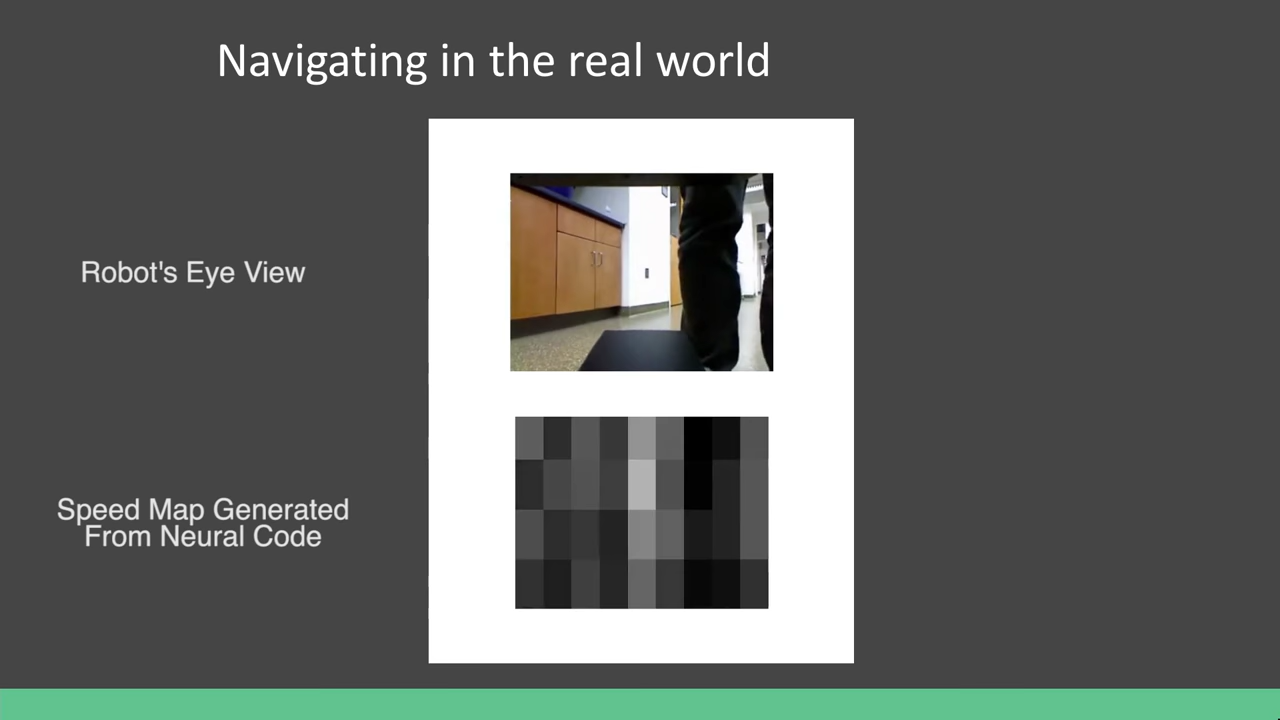 Navigating in the real world
Robot's Eye View
Speed Map Generated
From Neural Code